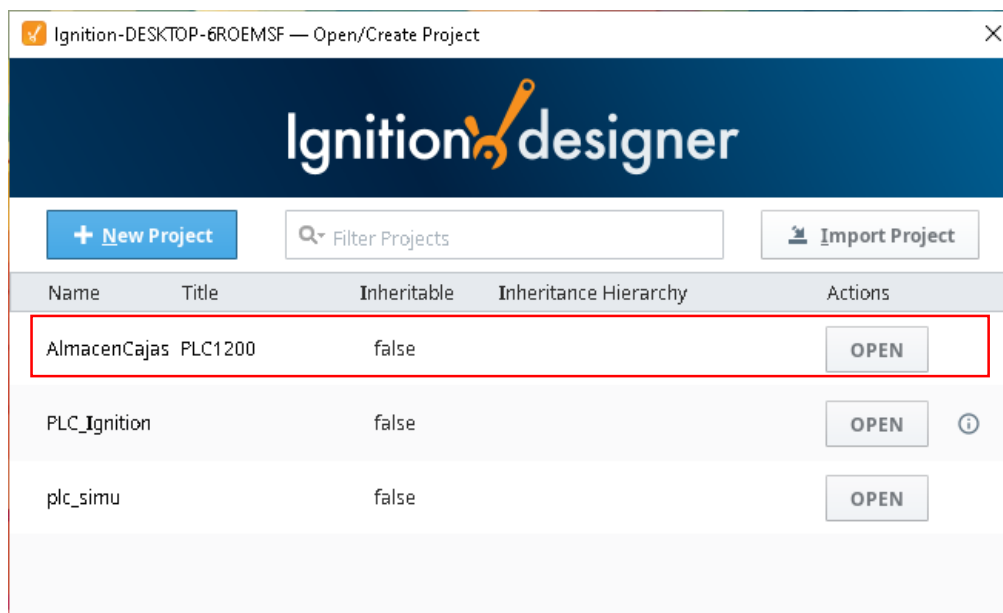 Ignition-DESKTOP-6ROEMSF — Open/Create Project
Ignition designer
New Project
Filter Projects
Import Project
Name Title Inheritable Inheritance Hierarchy Actions
AlmacenCajas PLC1200 false OPEN
PLC_Ignition false OPEN
plc_simu false OPEN